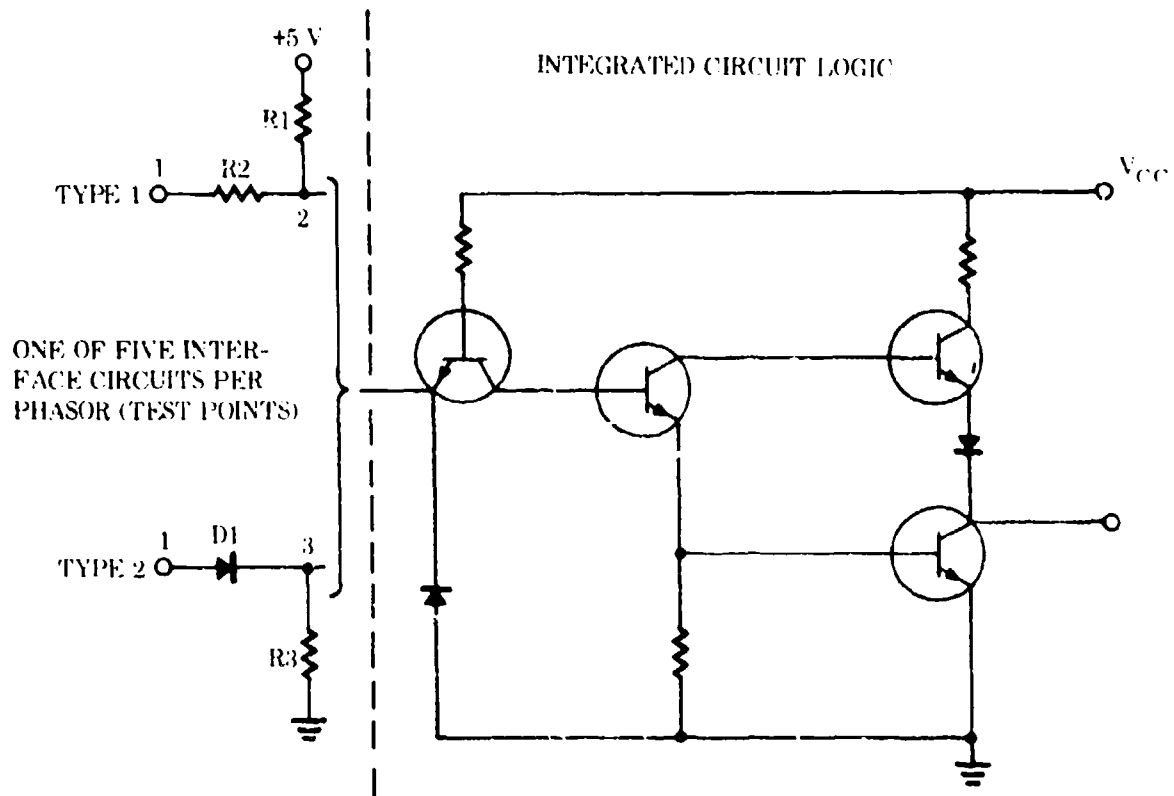 +5 V
INTEGRATED CIRCUIT LOGIC
R1
1
R2
TYPE 1
2
VCC
ONE OF FIVE INTER-
FACE CIRCUITS PER
PHASOR (TEST POINTS)
1
D1
3
TYPE 2
R3